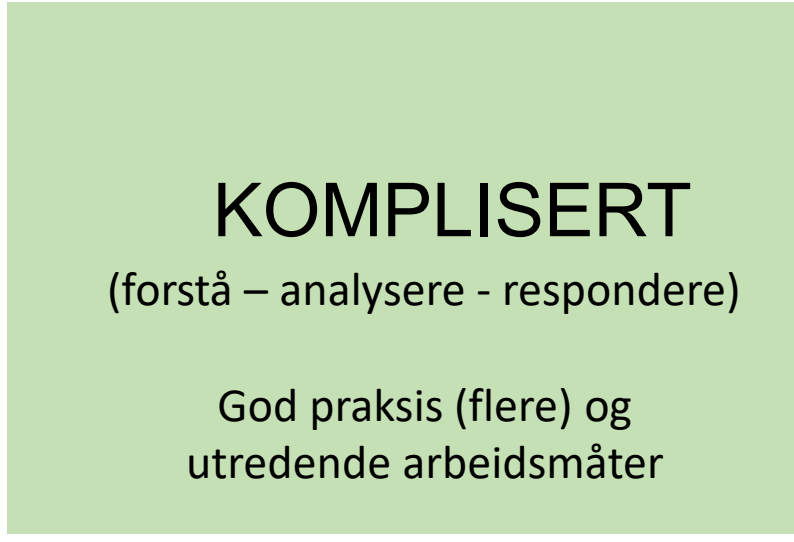 KOMPLISERT
(forstå – analysere - respondere)
God praksis (flere) og
utredende arbeidsmåter